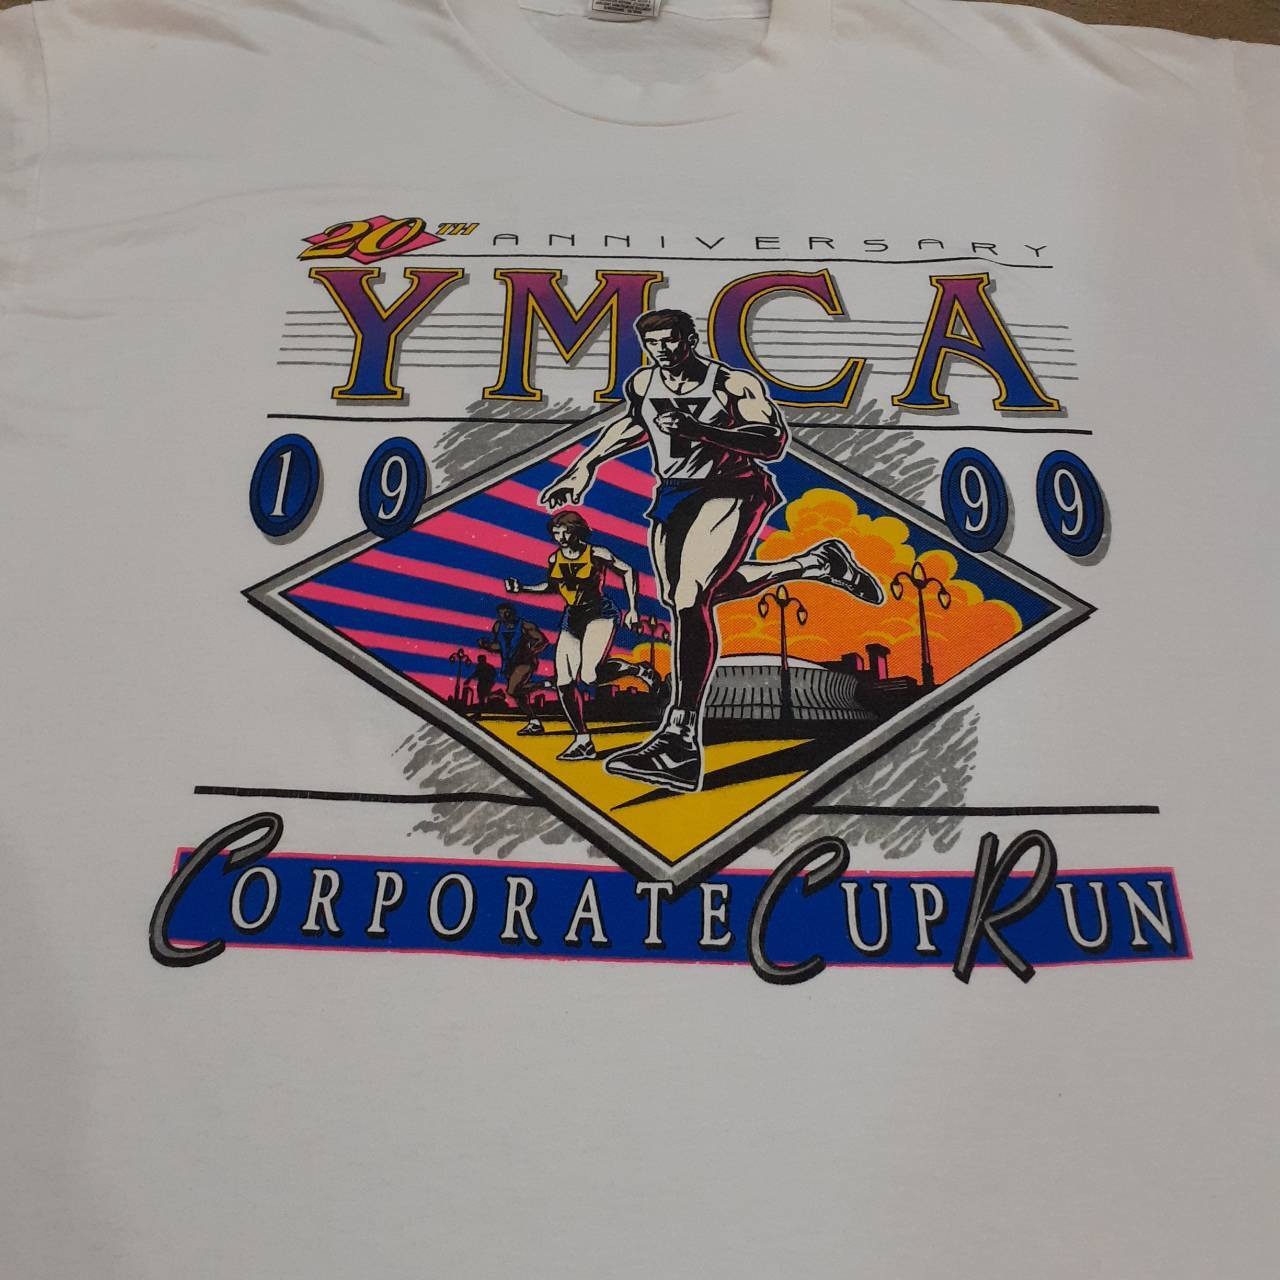 20TH ANNIVERSARY
YMCA
1999
CORPORATE CUP RUN